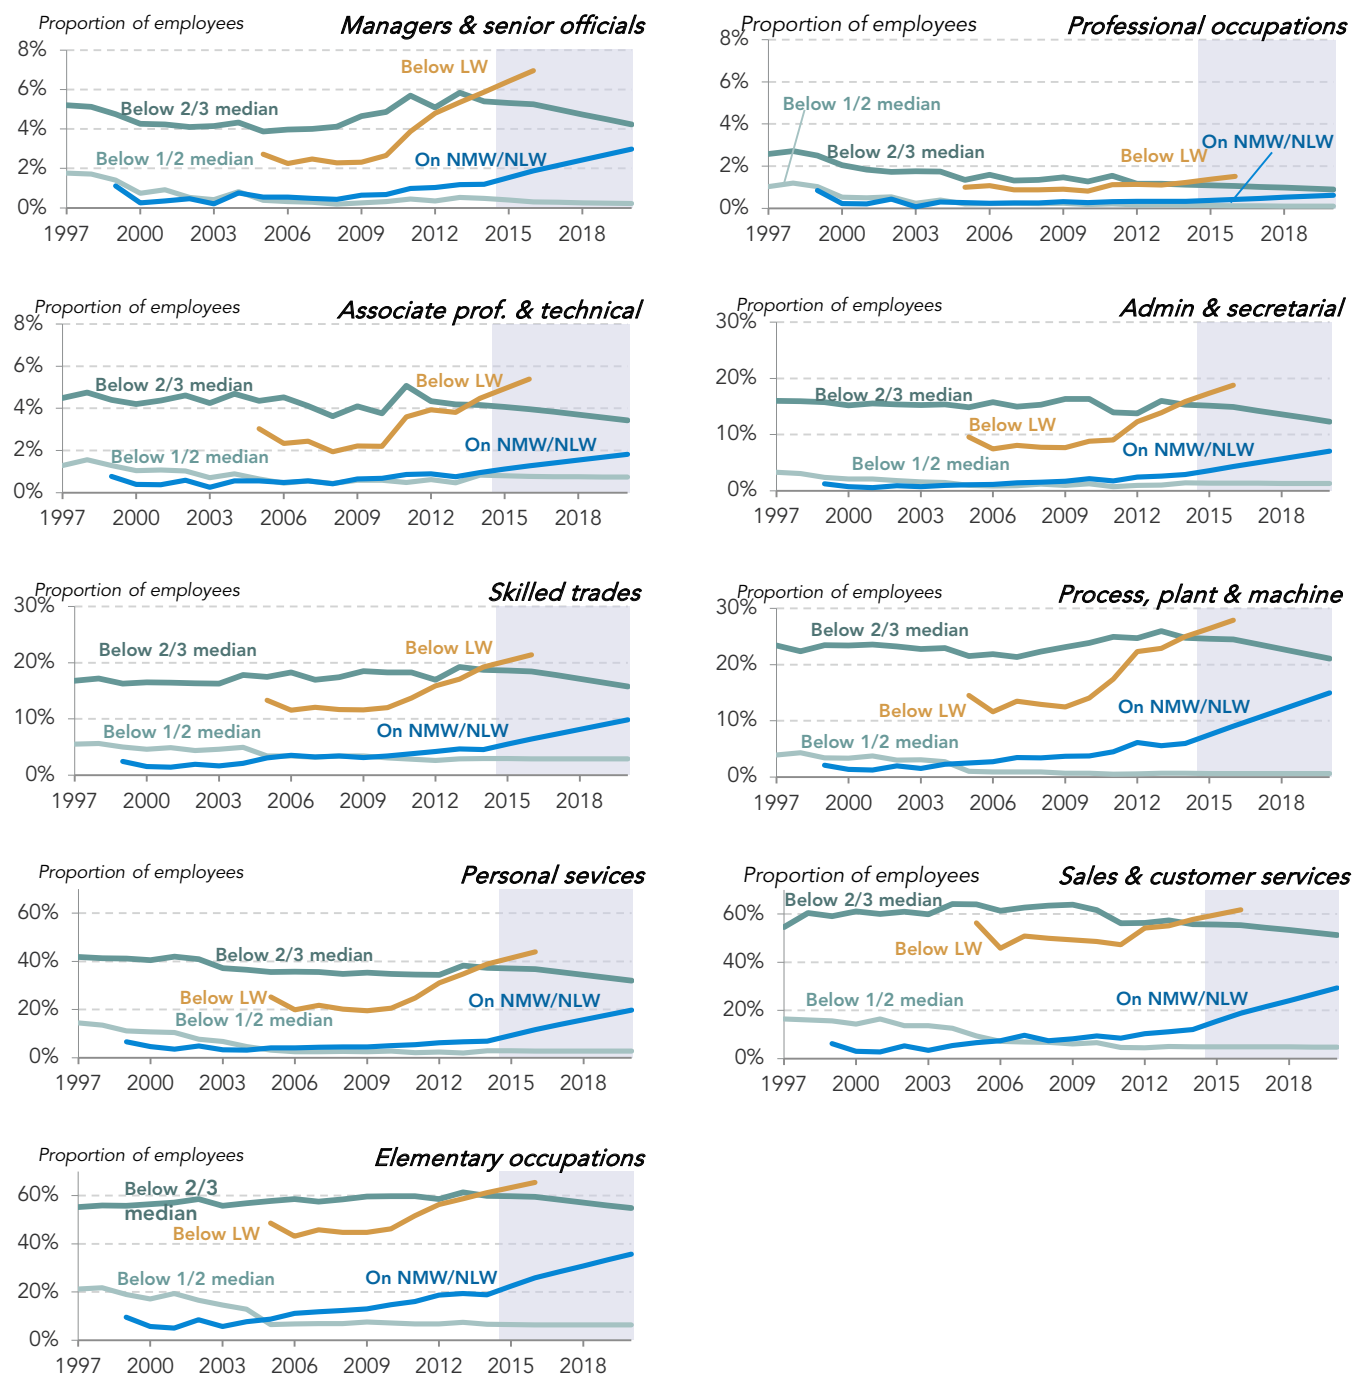 Proportion of employees
Managers & senior officials
8%
6%
4%
2%
0%
Below LW
Below 2/3 median
Below 1/2 median
On NMW/NLW
1997 2000 2003 2006 2009 2012 2015 2018
Proportion of employees
Professional occupations
8%
6%
4%
2%
0%
Below 1/2 median
Below 2/3 median
Below LW
On NMW/NLW
1997 2000 2003 2006 2009 2012 2015 2018
Proportion of employees
Associate prof. & technical
8%
6%
4%
2%
0%
Below 2/3 median
Below LW
Below 1/2 median
On NMW/NLW
1997 2000 2003 2006 2009 2012 2015 2018
Proportion of employees
Admin & secretarial
30%
20%
10%
0%
Below 2/3 median
Below LW
Below 1/2 median
On NMW/NLW
1997 2000 2003 2006 2009 2012 2015 2018
Proportion of employees
Skilled trades
30%
20%
10%
0%
Below 2/3 median
Below LW
Below 1/2 median
On NMW/NLW
1997 2000 2003 2006 2009 2012 2015 2018
Proportion of employees
Process, plant & machine
30%
20%
10%
0%
Below 2/3 median
Below LW
On NMW/NLW
Below 1/2 median
1997 2000 2003 2006 2009 2012 2015 2018
Proportion of employees
Personal sevices
60%
40%
20%
0%
Below 2/3 median
Below LW
On NMW/NLW
Below 1/2 median
1997 2000 2003 2006 2009 2012 2015 2018
Proportion of employees
Sales & customer services
60%
40%
20%
0%
Below 2/3 median
Below LW
Below 1/2 median
On NMW/NLW
1997 2000 2003 2006 2009 2012 2015 2018
Proportion of employees
Elementary occupations
60%
40%
20%
0%
Below 2/3
median
Below LW
Below 1/2 median
On NMW/NLW
1997 2000 2003 2006 2009 2012 2015 2018